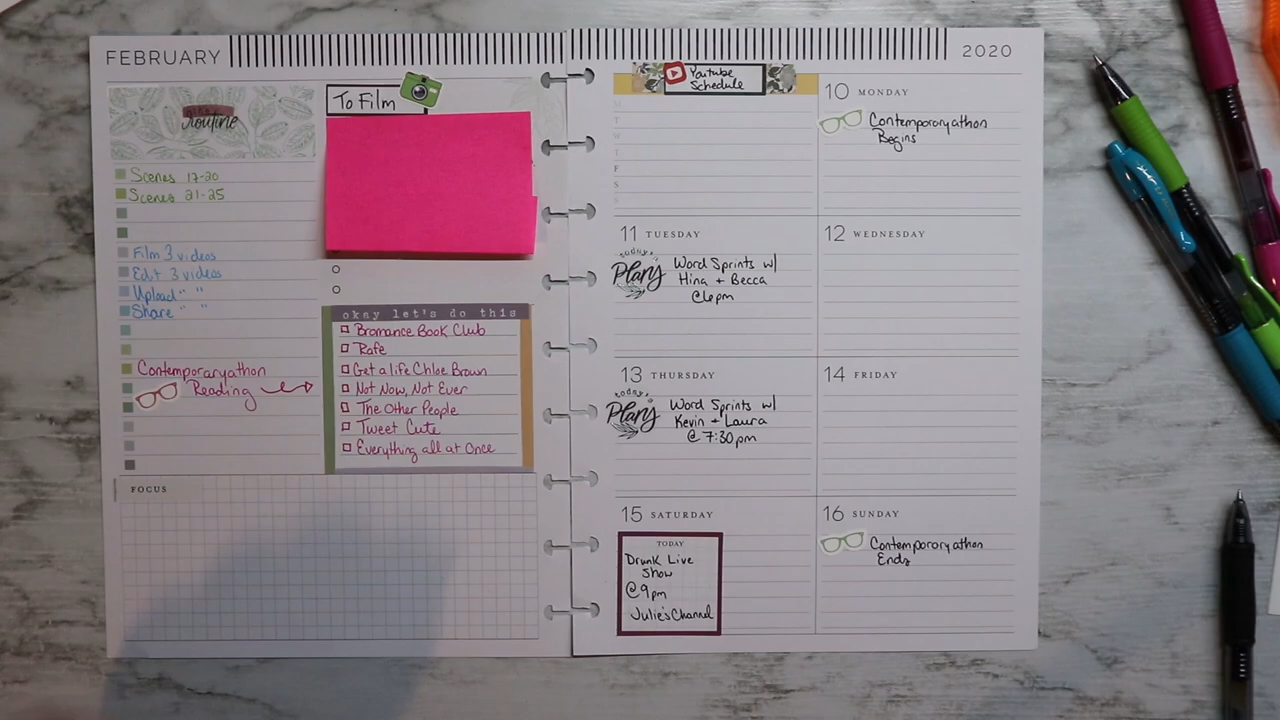 FEBRUARY
routine
Scenes 17-20
Scenes 21-25
Film 3 videos
Edit 3 videos
Upload " "
Share " "
Contemporaryathon
Reading
To Film
okay let's do this
Bromance Book Club
Rafe
Get a life Chloe Brown
Not Now, Not Ever
The Other People
Tweet Cute
Everything all at Once
FOCUS
2020
Youtube
Schedule
M
T
W
T
F
S
S
10 MONDAY
Contemporaryathon
Begins
11 TUESDAY
today's
Plans
Word Sprints w/
Hina + Becca
@6pm
12 WEDNESDAY
13 THURSDAY
today's
Plans
Word Sprints w/
Kevin + Laura
@ 7:30pm
14 FRIDAY
15 SATURDAY
TODAY
Drunk Live
Show
@9pm
Julie's Channel
16 SUNDAY
Contemporaryathon
Ends